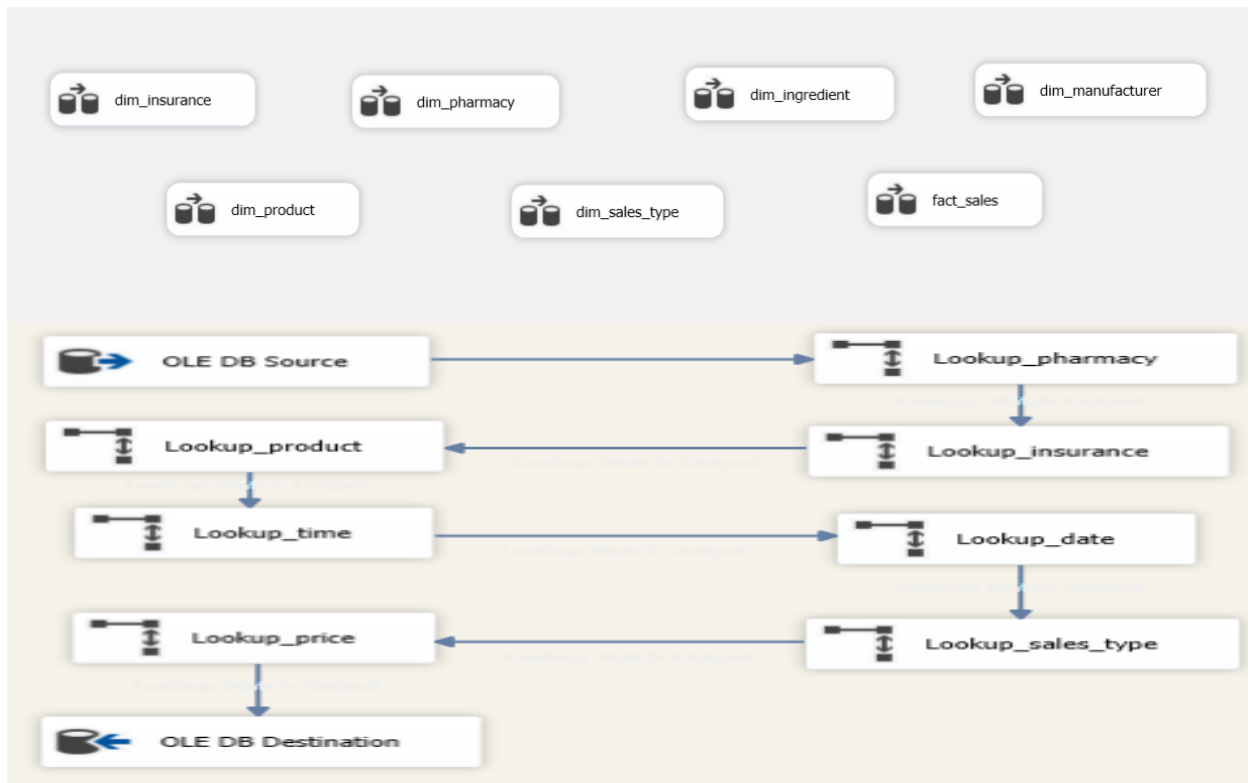 dim_insurance
dim_pharmacy
dim_ingredient
dim_manufacturer
dim_product
dim_sales_type
fact_sales
OLE DB Source
Lookup_pharmacy
Lookup_product
Lookup_insurance
Lookup_time
Lookup_date
Lookup_price
Lookup_sales_type
OLE DB Destination